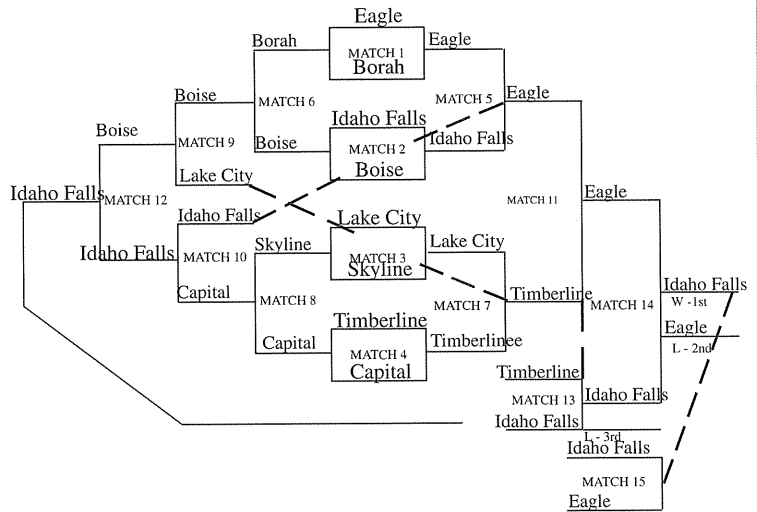 Eagle
Borah
MATCH 1
Eagle
Borah
Boise
MATCH 6
MATCH 5
Eagle
Idaho Falls
Boise
MATCH 9
Boise
MATCH 2
Idaho Falls
Boise
Lake City
Idaho Falls
MATCH 12
Eagle
MATCH 11
Idaho Falls
Lake City
Skyline
MATCH 3
Lake City
Idaho Falls
MATCH 10
Skyline
Capital
MATCH 8
MATCH 7
Timberline
MATCH 14
Idaho Falls
W -1st
Timberline
Eagle
Capital
MATCH 4
Timberlinee
L - 2nd
Capital
Timberline
MATCH 13
Idaho Falls
Idaho Falls
L - 3rd
Idaho Falls
MATCH 15
Eagle